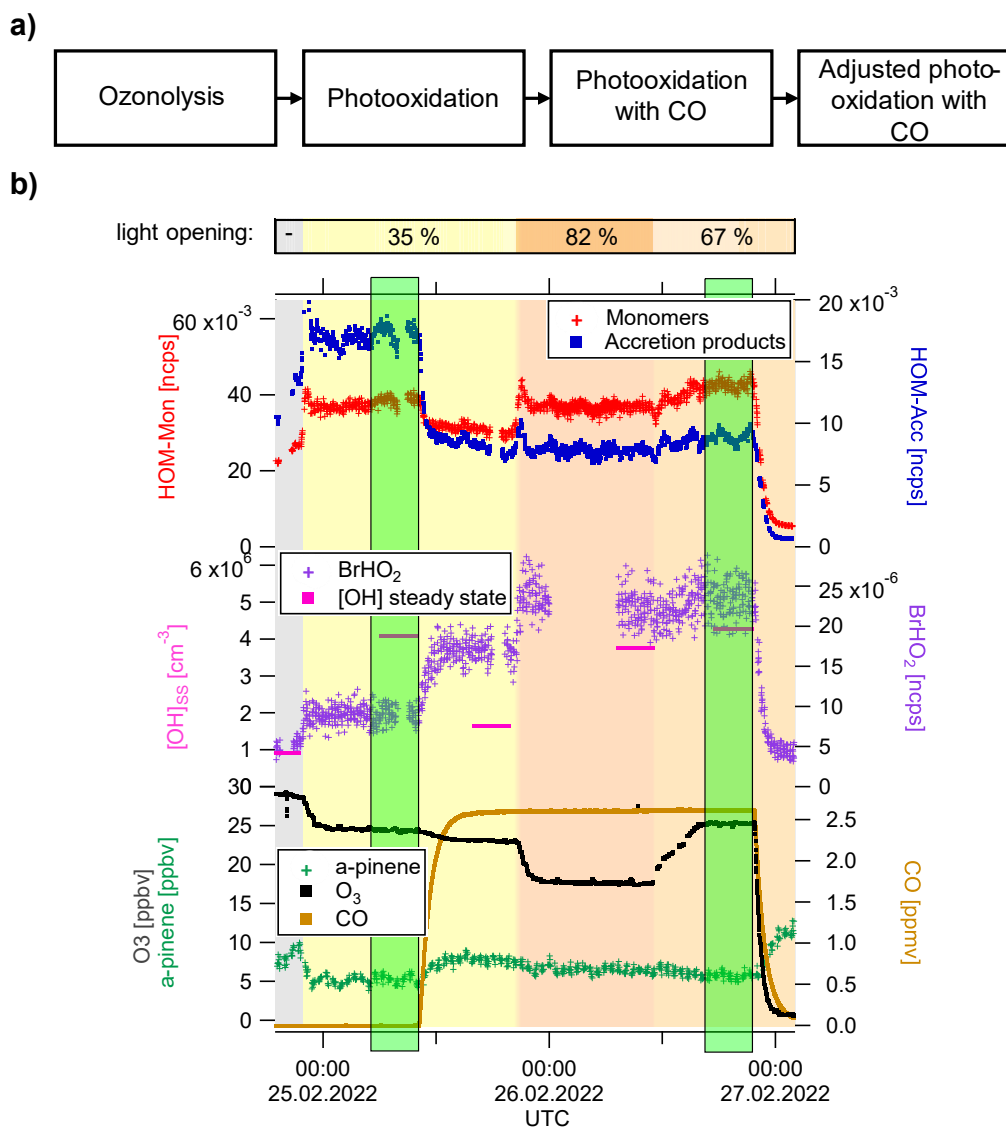 a)
Ozonolysis
Photooxidation
Photooxidation
with CO
Adjusted photo-
oxidation with
CO
b)
light opening:
-
35 %
82 %
67 %
60 x10⁻³
40
20
0
HOM-Mon [ncps]
Monomers
Accretion products
20 x10⁻³
15
10
5
0
HOM-Acc [ncps]
6 x10⁶
5
4
3
2
1
0
[OH]SS [cm⁻³]
BrHO₂
[OH] steady state
25 x10⁻⁶
20
15
10
5
0
BrHO₂ [ncps]
30
25
20
15
10
5
0
O3 [ppbv]
a-pinene [ppbv]
a-pinene
O₃
CO
2.5
2.0
1.5
1.0
0.5
0.0
CO [ppmv]
00:00
25.02.2022
00:00
26.02.2022
00:00
27.02.2022
UTC